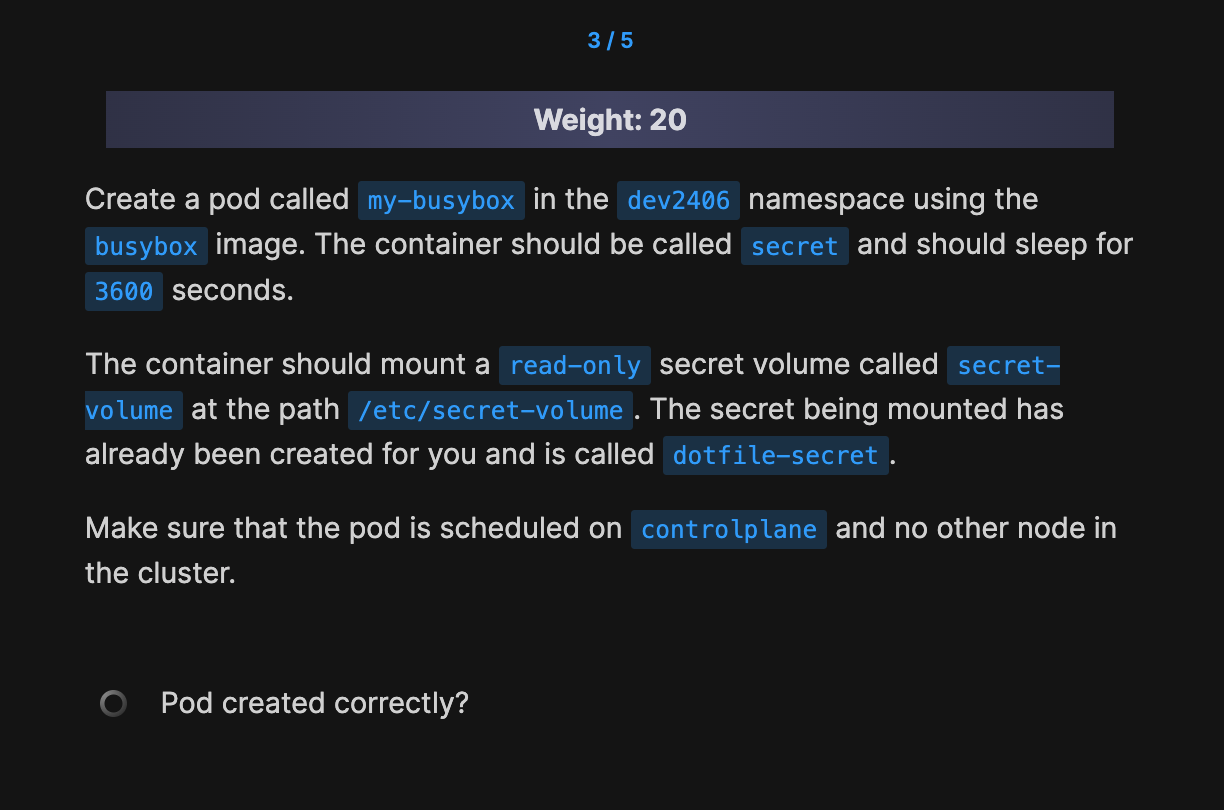 3 / 5
Weight: 20
Create a pod called my-busybox in the dev2406 namespace using the
busybox image. The container should be called secret and should sleep for
3600 seconds.
The container should mount a read-only secret volume called secret-
volume at the path /etc/secret-volume. The secret being mounted has
already been created for you and is called dotfile-secret.
Make sure that the pod is scheduled on controlplane and no other node in
the cluster.
Pod created correctly?